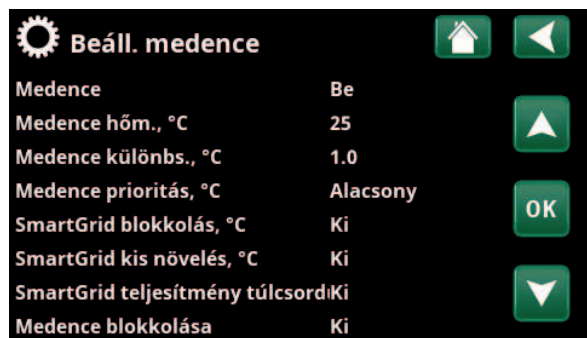 Beáll. medence
Medence Be
Medence hőm., °C 25
Medence különbs., °C 1.0
Medence prioritás, °C Alacsony
SmartGrid blokkolás, °C Ki
OK
SmartGrid kis növelés, °C Ki
SmartGrid teljesítmény túlcsordu Ki
Medence blokkolása Ki